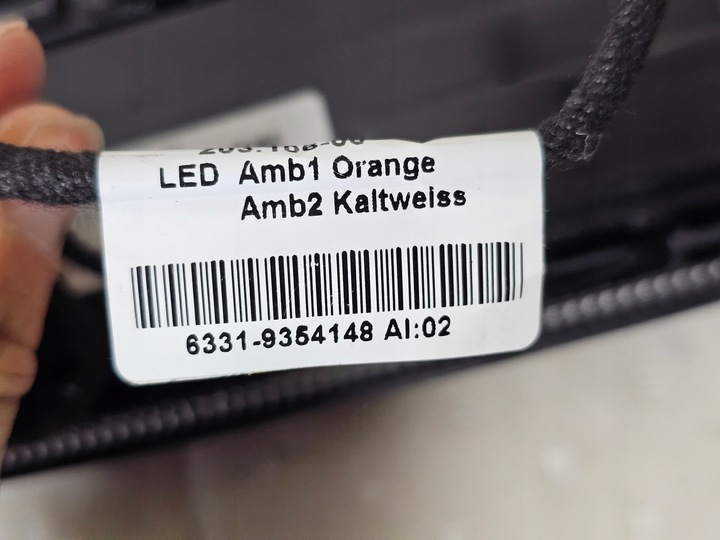 LED Amb1 Orange
Amb2 Kaltweiss
6331-9354148 AI:02